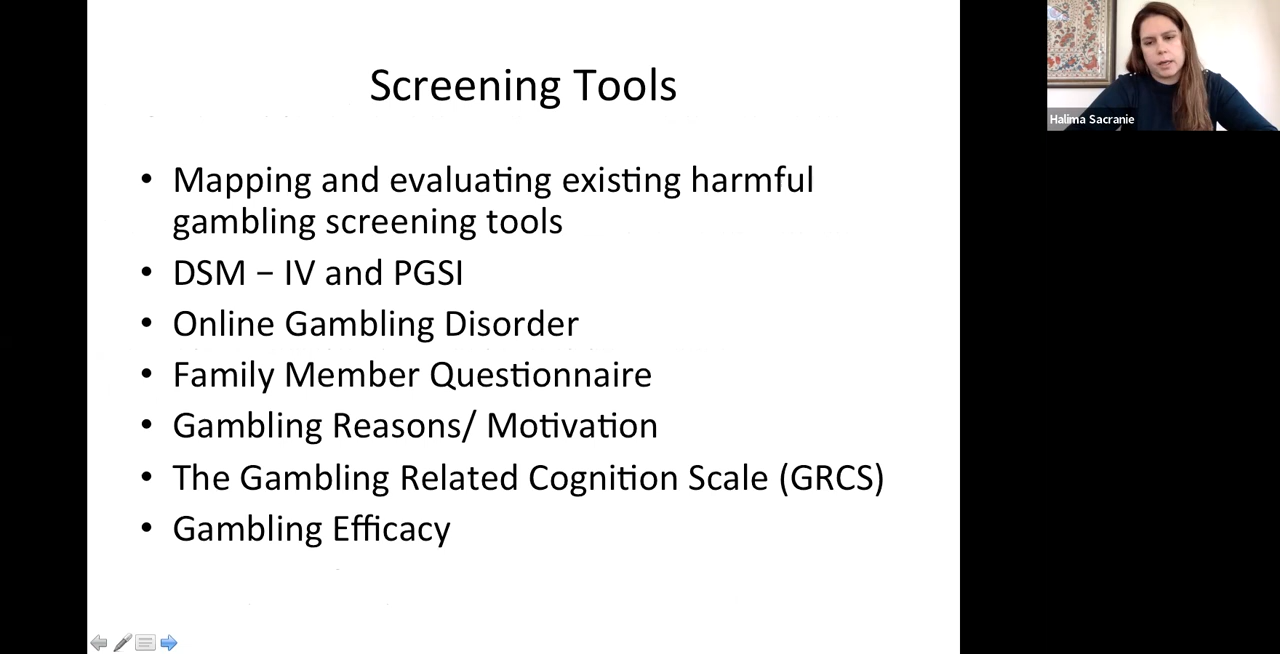 Screening Tools
• Mapping and evaluating existing harmful
gambling screening tools
• DSM – IV and PGSI
• Online Gambling Disorder
• Family Member Questionnaire
• Gambling Reasons/ Motivation
• The Gambling Related Cognition Scale (GRCS)
• Gambling Efficacy
Halima Sacranie